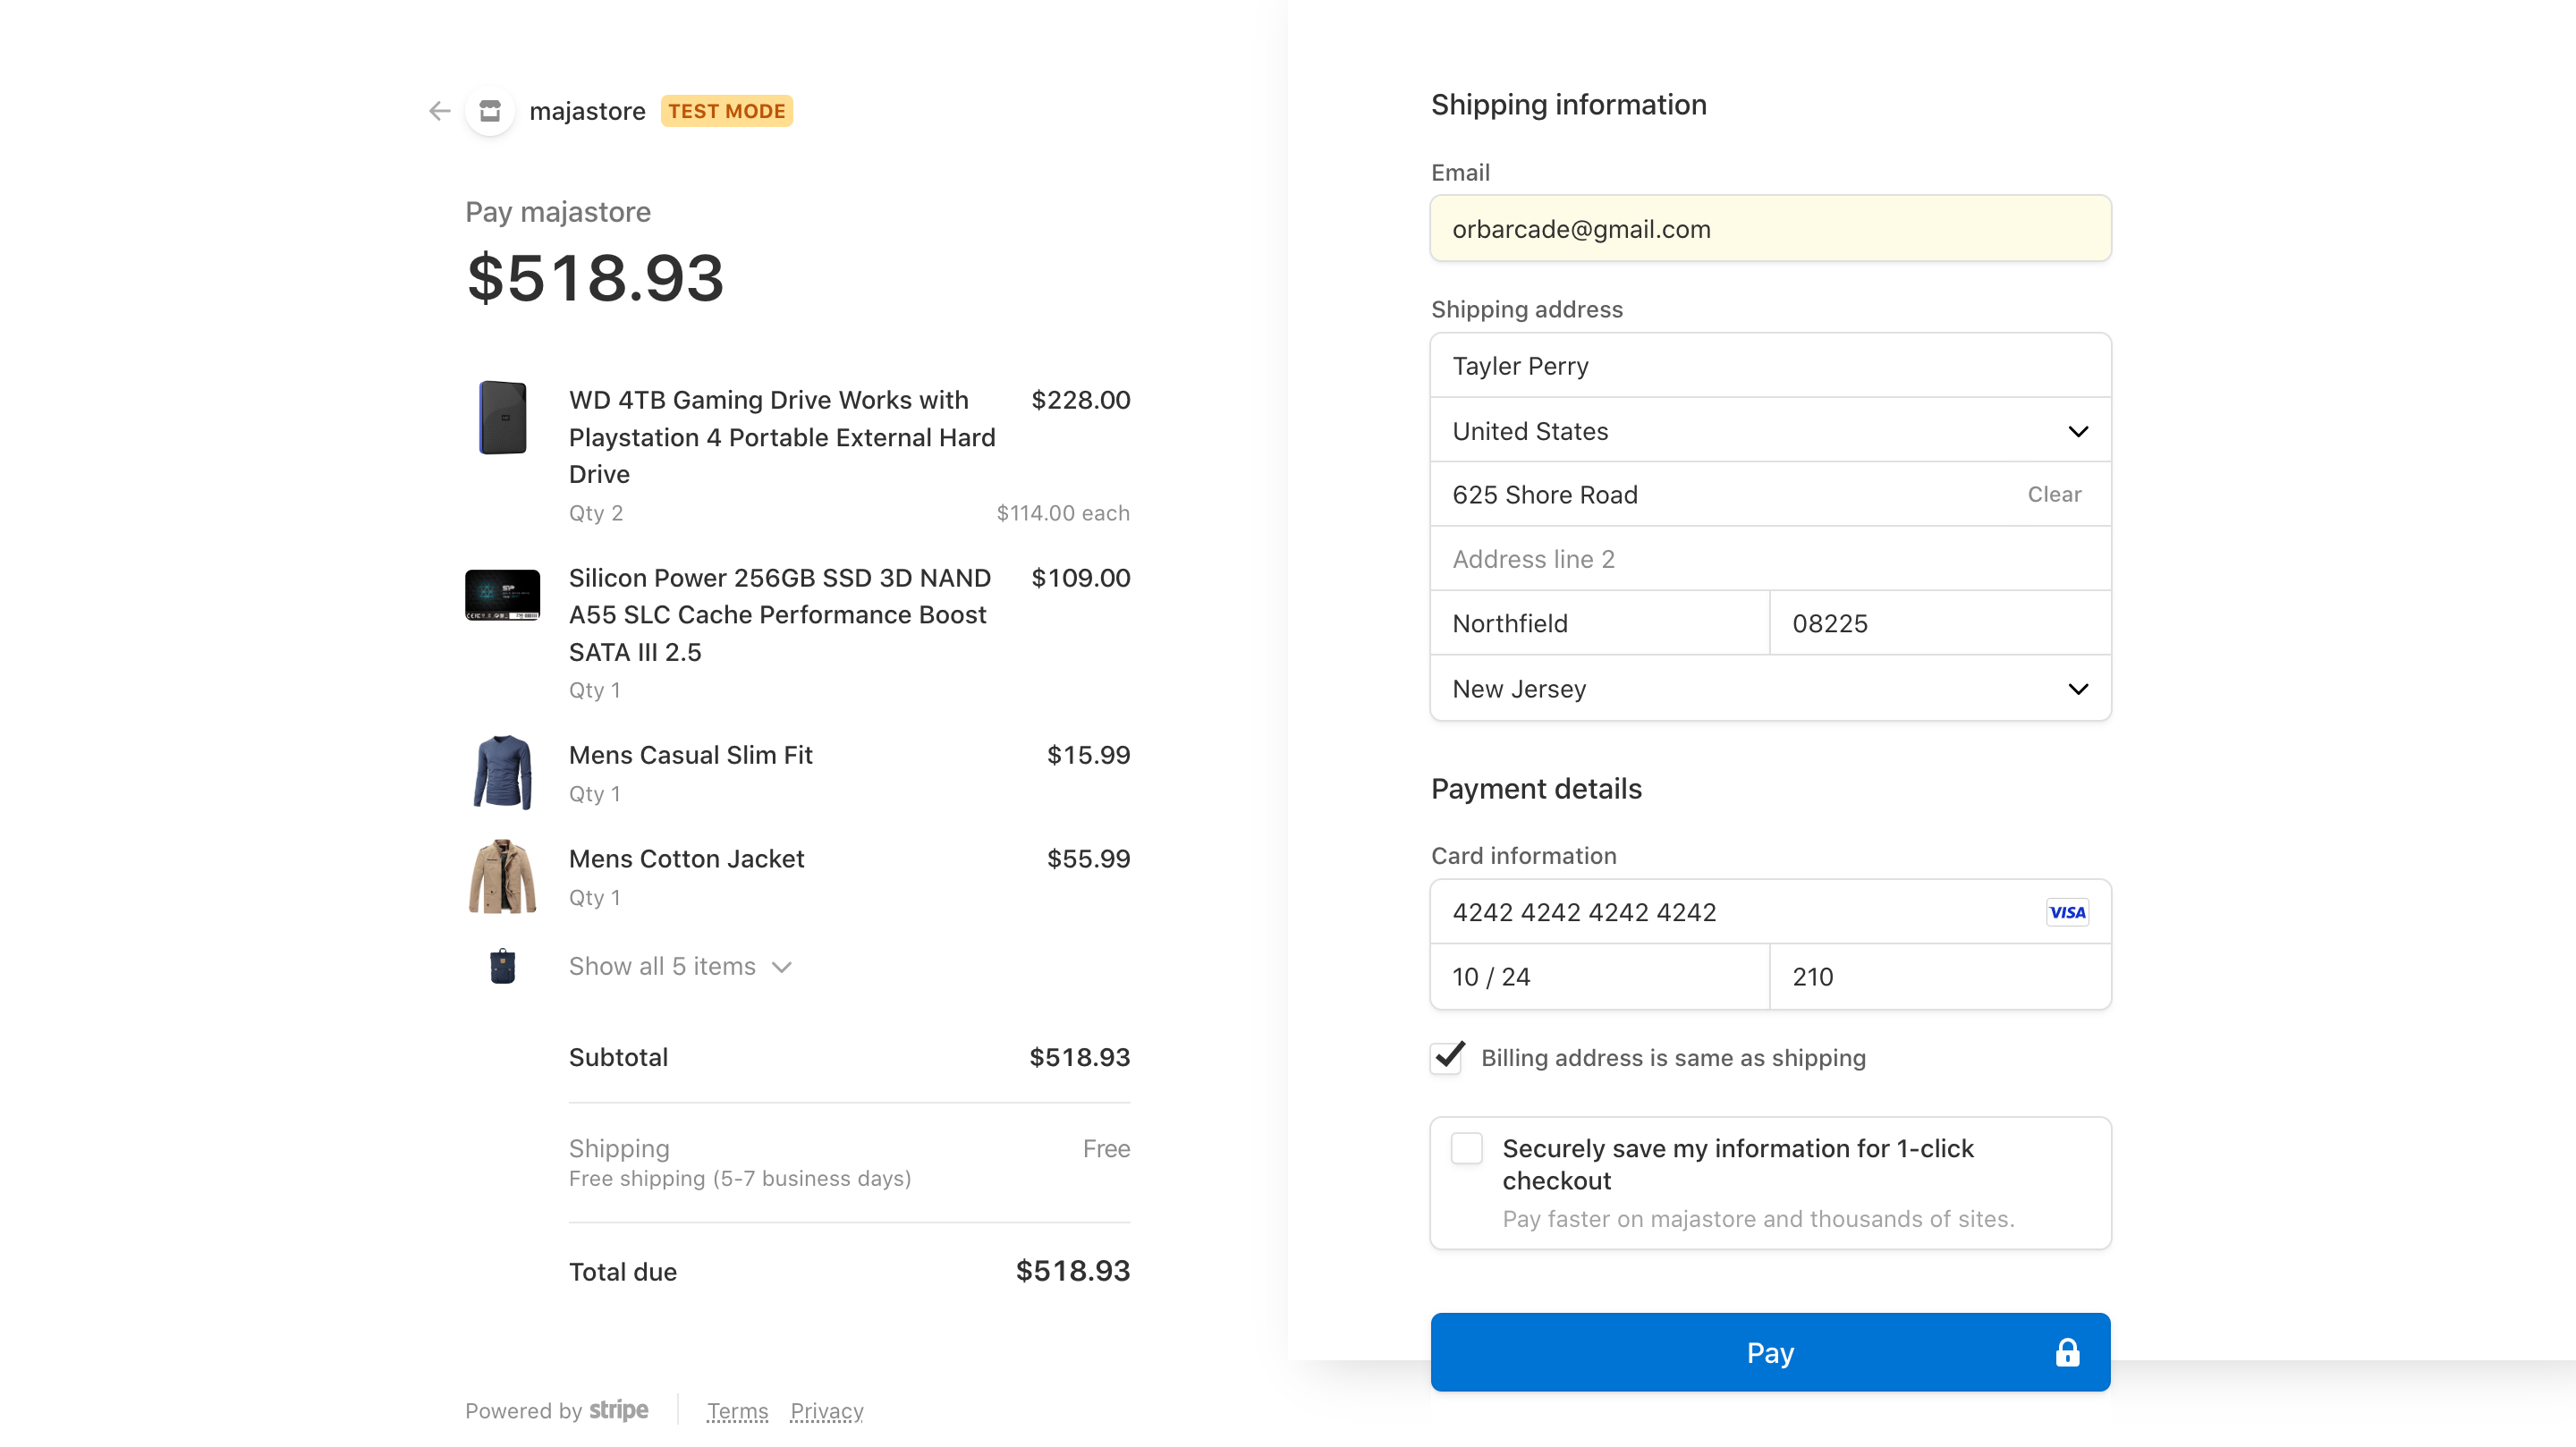 majastore TEST MODE
Pay majastore
$518.93
WD 4TB Gaming Drive Works with $228.00
Playstation 4 Portable External Hard
Drive
Qty 2 $114.00 each
Silicon Power 256GB SSD 3D NAND $109.00
A55 SLC Cache Performance Boost
SATA III 2.5
Qty 1
Mens Casual Slim Fit $15.99
Qty 1
Mens Cotton Jacket $55.99
Qty 1
Show all 5 items
Subtotal $518.93
Shipping Free
Free shipping (5-7 business days)
Total due $518.93
Powered by stripe Terms Privacy
Shipping information
Email
orbarcade@gmail.com
Shipping address
Tayler Perry
United States
625 Shore Road Clear
Address line 2
Northfield 08225
New Jersey
Payment details
Card information
4242 4242 4242 4242 VISA
10 / 24 210
Billing address is same as shipping
Securely save my information for 1-click
checkout
Pay faster on majastore and thousands of sites.
Pay